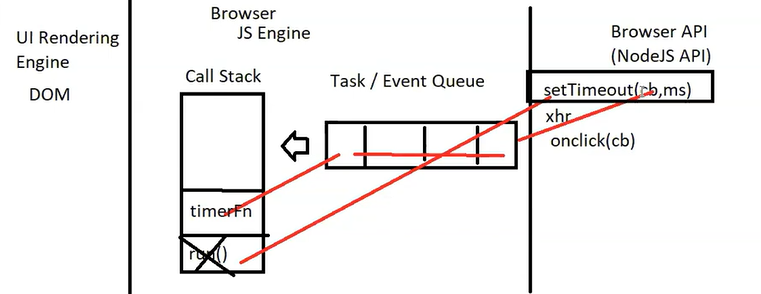 UI Rendering
Engine
DOM
Browser
JS Engine
Call Stack
Task / Event Queue
timerFn
run()
Browser API
(NodeJS API)
setTimeout(cb,ms)
xhr
onclick(cb)